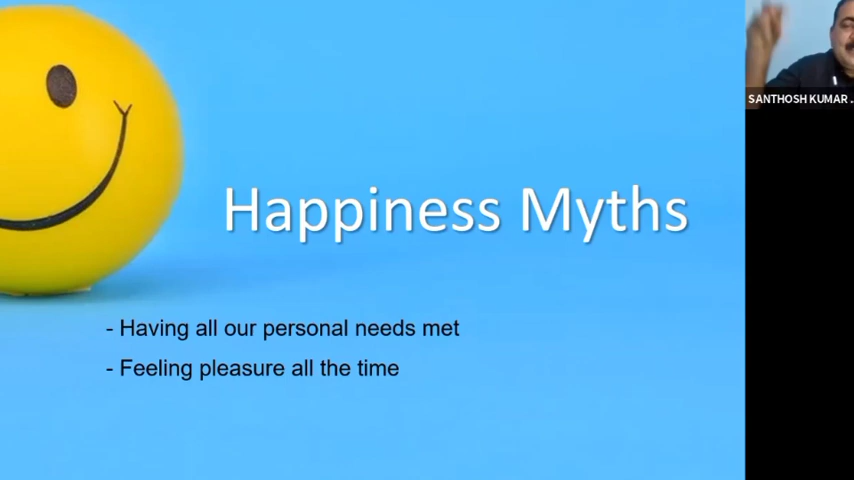 Happiness Myths
- Having all our personal needs met
- Feeling pleasure all the time
SANTHOSH KUMAR ..